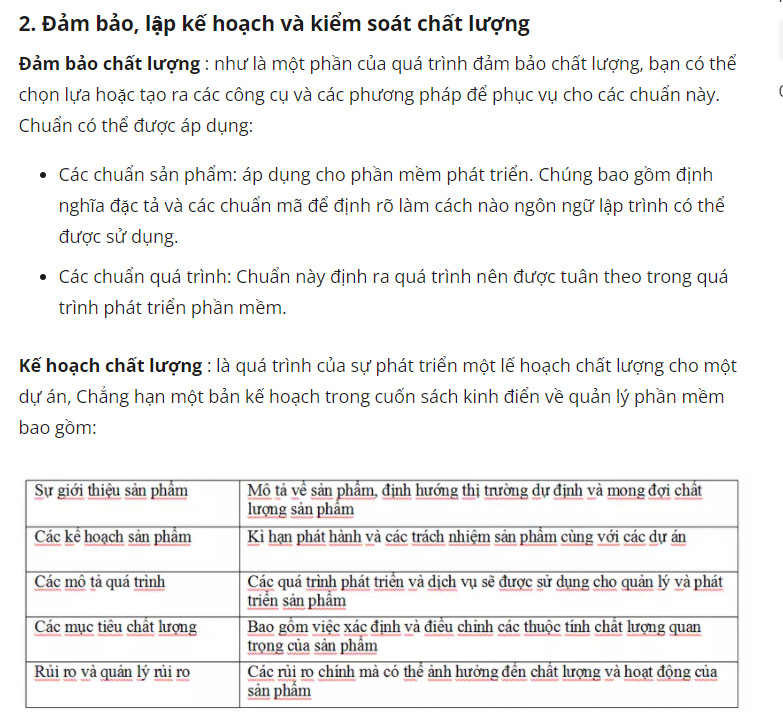 2. Đảm bảo, lập kế hoạch và kiểm soát chất lượng
Đảm bảo chất lượng : như là một phần của quá trình đảm bảo chất lượng, bạn có thể
chọn lựa hoặc tạo ra các công cụ và các phương pháp để phục vụ cho các chuẩn này.
Chuẩn có thể được áp dụng:
• Các chuẩn sản phẩm: áp dụng cho phần mềm phát triển. Chúng bao gồm định
nghĩa đặc tả và các chuẩn mã để định rõ làm cách nào ngôn ngữ lập trình có thể
được sử dụng.
• Các chuẩn quá trình: Chuẩn này định ra quá trình nên được tuân theo trong quá
trình phát triển phần mềm.
Kế hoạch chất lượng : là quá trình của sự phát triển một lế hoạch chất lượng cho một
dự án, Chẳng hạn một bản kế hoạch trong cuốn sách kinh điển về quản lý phần mềm
bao gồm:
Sự giới thiệu sản phẩm
Mô tả về sản phẩm, định hướng thị trường dự định và mong đợi chất
lượng sản phẩm
Các kế hoạch sản phẩm
Kì hạn phát hành và các trách nhiệm sản phẩm cùng với các dự án
Các mô tả quá trình
Các quá trình phát triển và dịch vụ sẽ được sử dụng cho quản lý và phát
triển sản phẩm
Các mục tiêu chất lượng
Bao gồm việc xác định và điều chỉnh các thuộc tính chất lượng quan
trọng của sản phẩm
Rủi ro và quản lý rủi ro
Các rủi ro chính mà có thể ảnh hưởng đến chất lượng và hoạt động của
sản phẩm